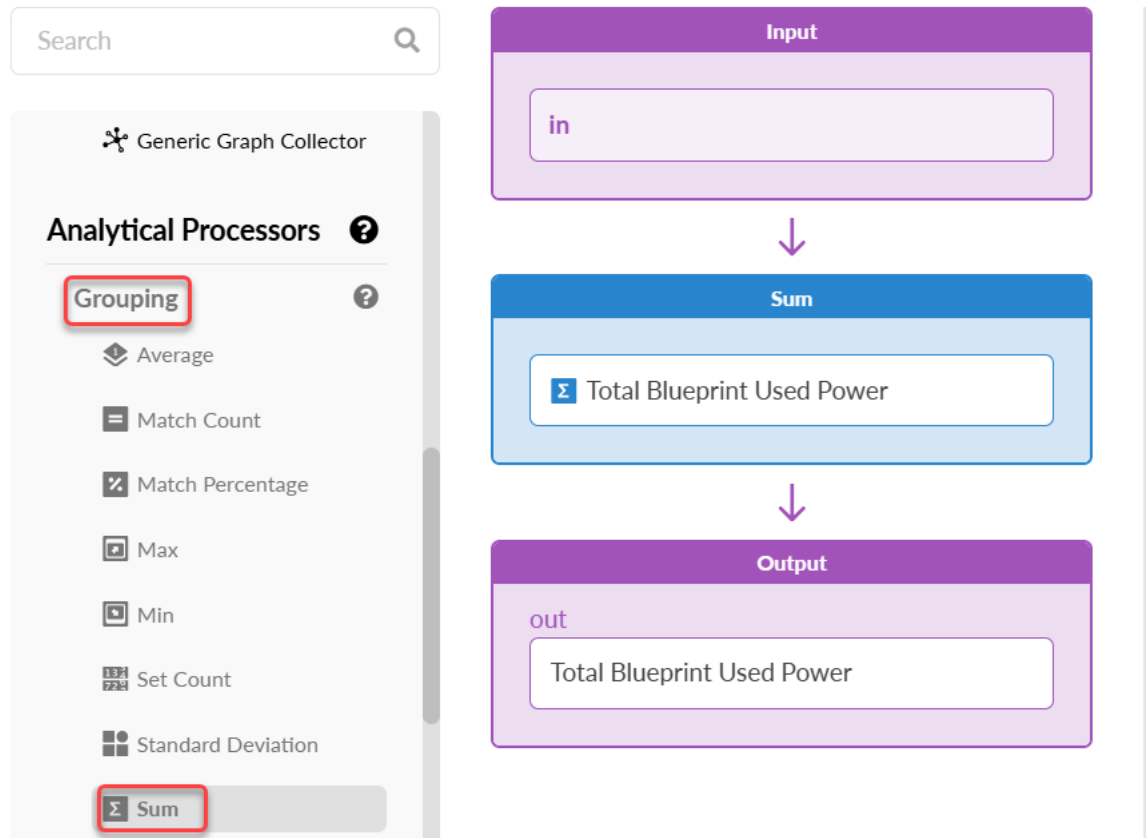 Search
Generic Graph Collector
Analytical Processors
Grouping
Average
Match Count
Match Percentage
Max
Min
Set Count
Standard Deviation
Σ Sum
Input
in
Sum
Σ Total Blueprint Used Power
Output
out
Total Blueprint Used Power